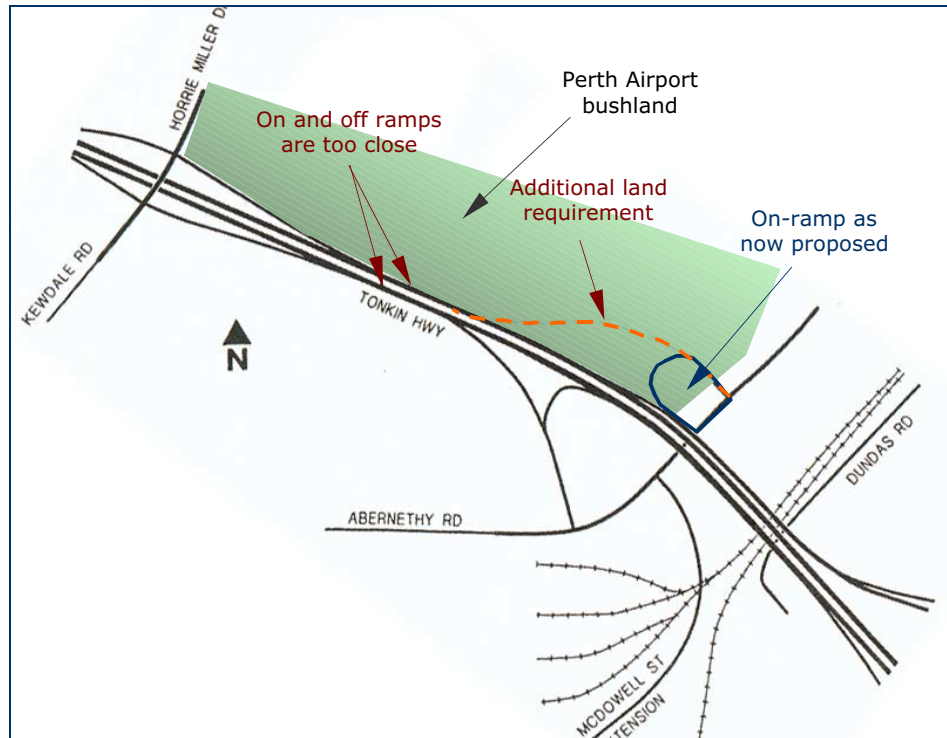 HORRIE MILLER D
Perth Airport
bushland
On and off ramps
are too close
Additional land
requirement
On-ramp as
now proposed
KEWDALE RD
TONKIN HWY
N
DUNDAS RD
ABERNETHY RD
MCDOWELL ST
TENSION